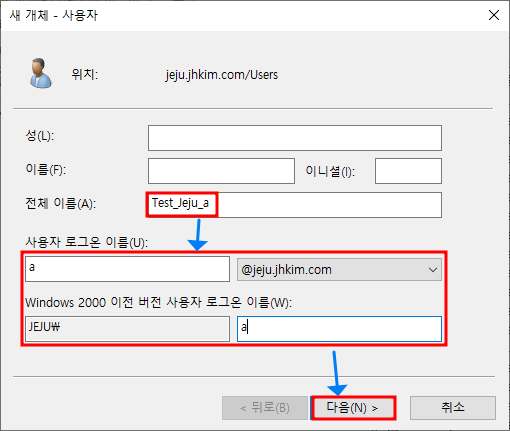 새 개체 - 사용자
위치: jeju.jhkim.com/Users
성(L):
이름(F): 이니셜(I):
전체 이름(A): Test_Jeju_a
사용자 로그온 이름(U):
a @jeju.jhkim.com
Windows 2000 이전 버전 사용자 로그온 이름(W):
JEJU₩ a
< 뒤로(B) 다음(N) > 취소